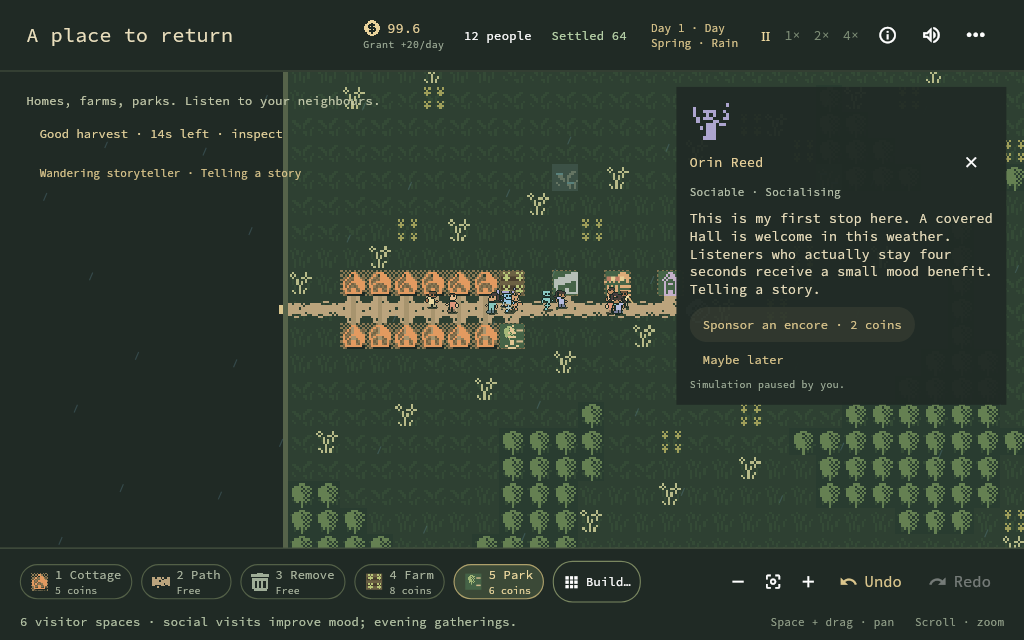 A place to return
99.6
Grant +20/day
12 people
Settled 64
Day 1 · Day
Spring · Rain
1×
2×
4×
Homes, farms, parks. Listen to your neighbours.
Good harvest · 14s left · inspect
Wandering storyteller · Telling a story
Orin Reed
Sociable · Socialising
This is my first stop here. A covered
Hall is welcome in this weather.
Listeners who actually stay four
seconds receive a small mood benefit.
Telling a story.
Sponsor an encore · 2 coins
Maybe later
Simulation paused by you.
1 Cottage
5 coins
2 Path
Free
3 Remove
Free
4 Farm
8 coins
5 Park
6 coins
Build…
Undo
Redo
6 visitor spaces · social visits improve mood; evening gatherings.
Space + drag · pan
Scroll · zoom